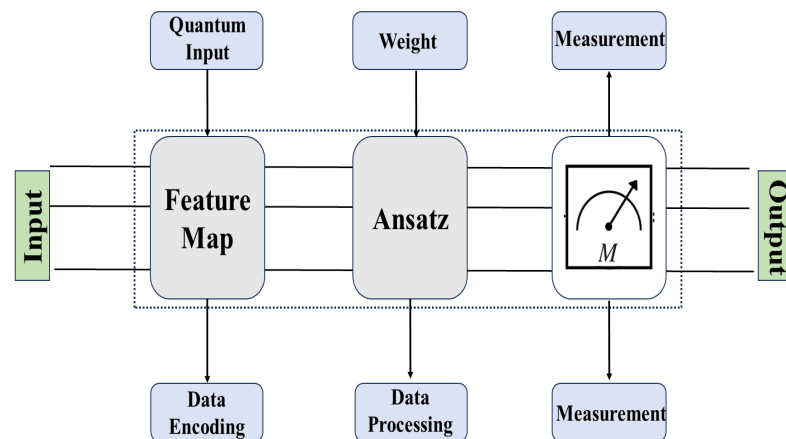 Quantum
Input
Weight
Measurement
Input
Feature
Map
Ansatz
M
Output
Data
Encoding
Data
Processing
Measurement